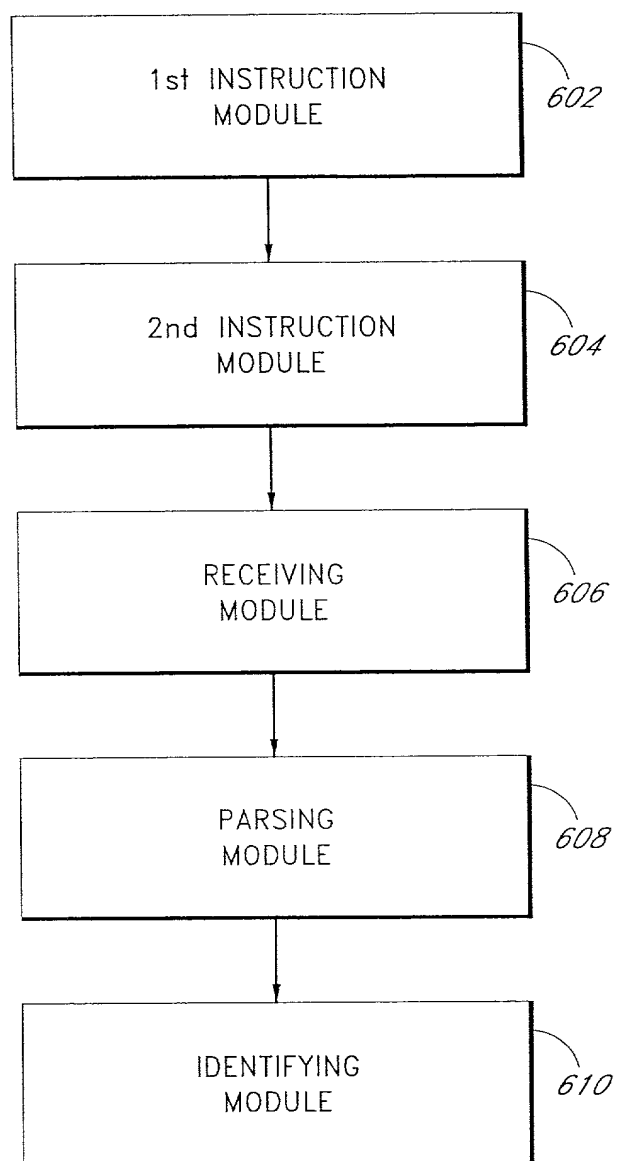 1st INSTRUCTION
MODULE
602
2nd INSTRUCTION
MODULE
604
RECEIVING
MODULE
606
PARSING
MODULE
608
IDENTIFYING
MODULE
610